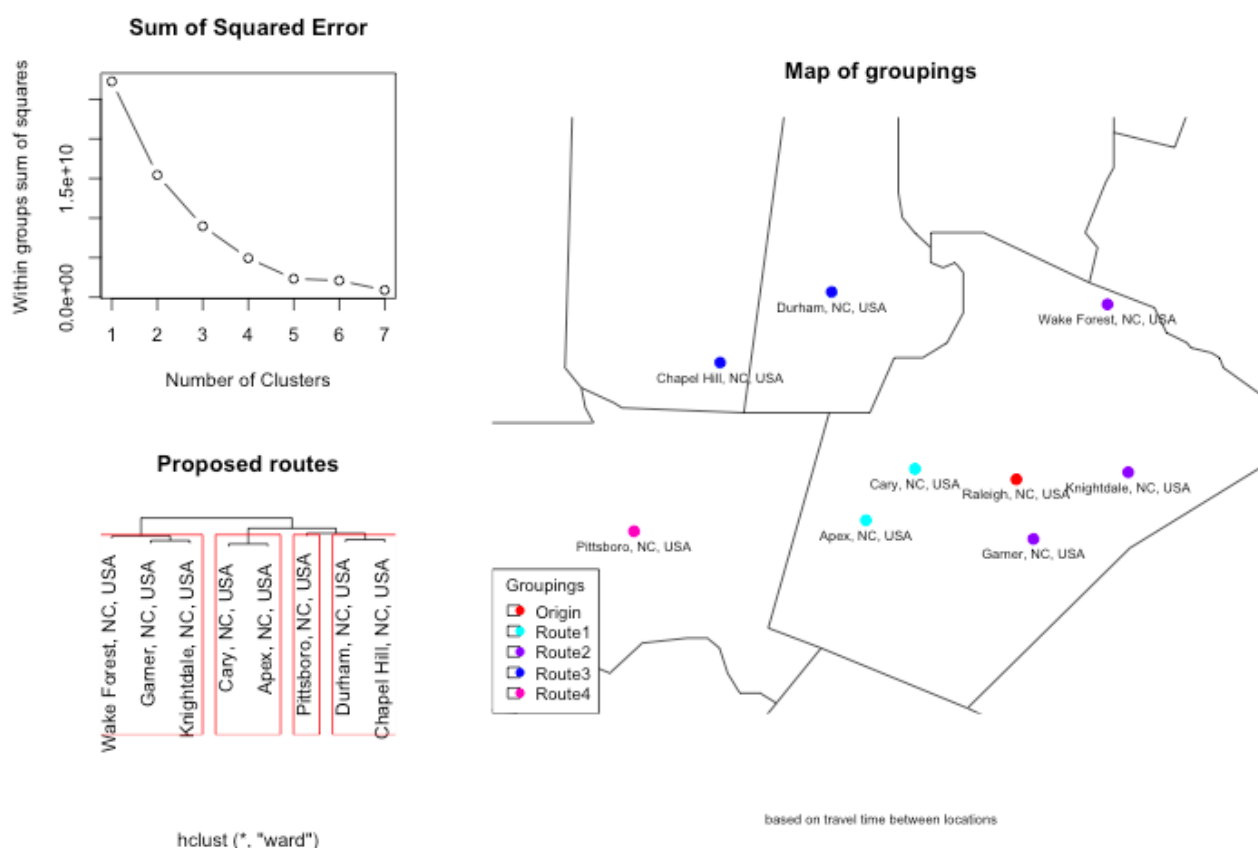 Sum of Squared Error
Within groups sum of squares
0.0e+00
1.5e+10
1 2 3 4 5 6 7
Number of Clusters
Proposed routes
Wake Forest, NC, USA
Garner, NC, USA
Knightdale, NC, USA
Cary, NC, USA
Apex, NC, USA
Pittsboro, NC, USA
Durham, NC, USA
Chapel Hill, NC, USA
hclust (*, "ward")
Map of groupings
Durham, NC, USA
Wake Forest, NC, USA
Chapel Hill, NC, USA
Cary, NC, USA
Raleigh, NC, USA
Knightdale, NC, USA
Apex, NC, USA
Pittsboro, NC, USA
Garner, NC, USA
Groupings
Origin
Route1
Route2
Route3
Route4
based on travel time between locations